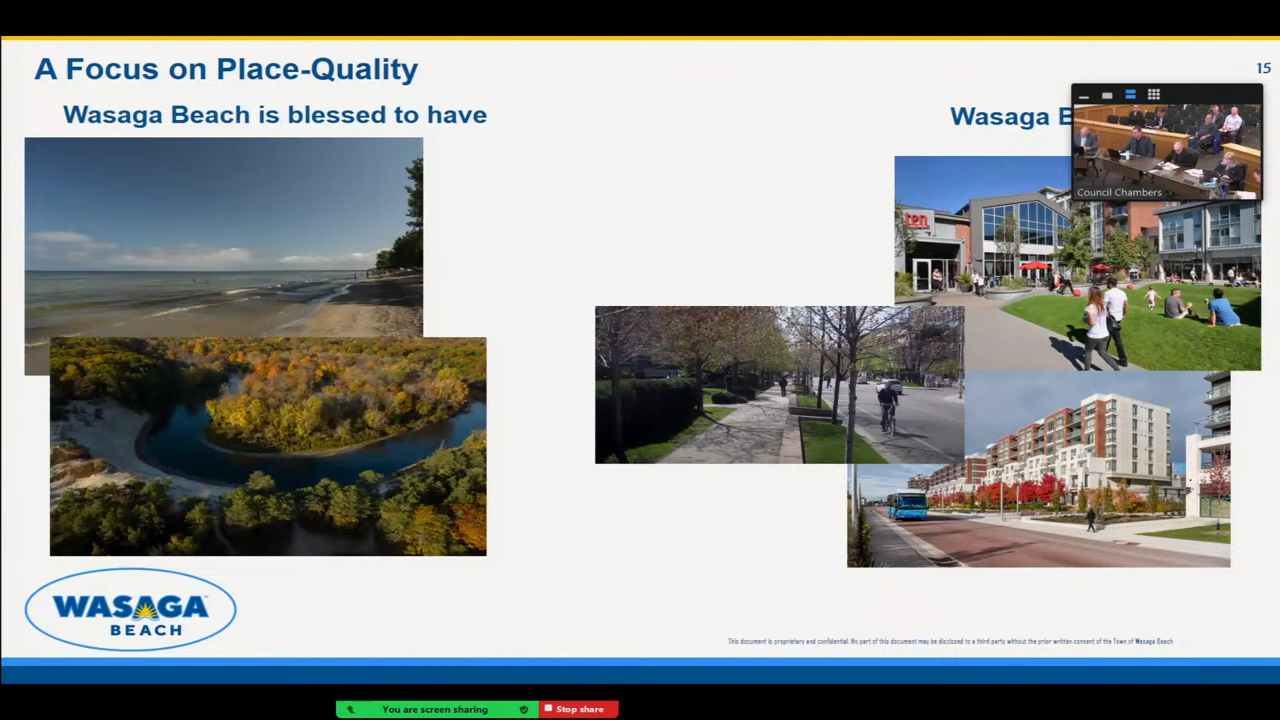 A Focus on Place-Quality
15
Wasaga Beach is blessed to have
Wasaga
Council Chambers
ten
WASAGA
BEACH
This document is proprietary and confidential. No part of this document may be disclosed to a third party without the prior written consent of the Town of Wasaga Beach.
You are screen sharing
Stop share